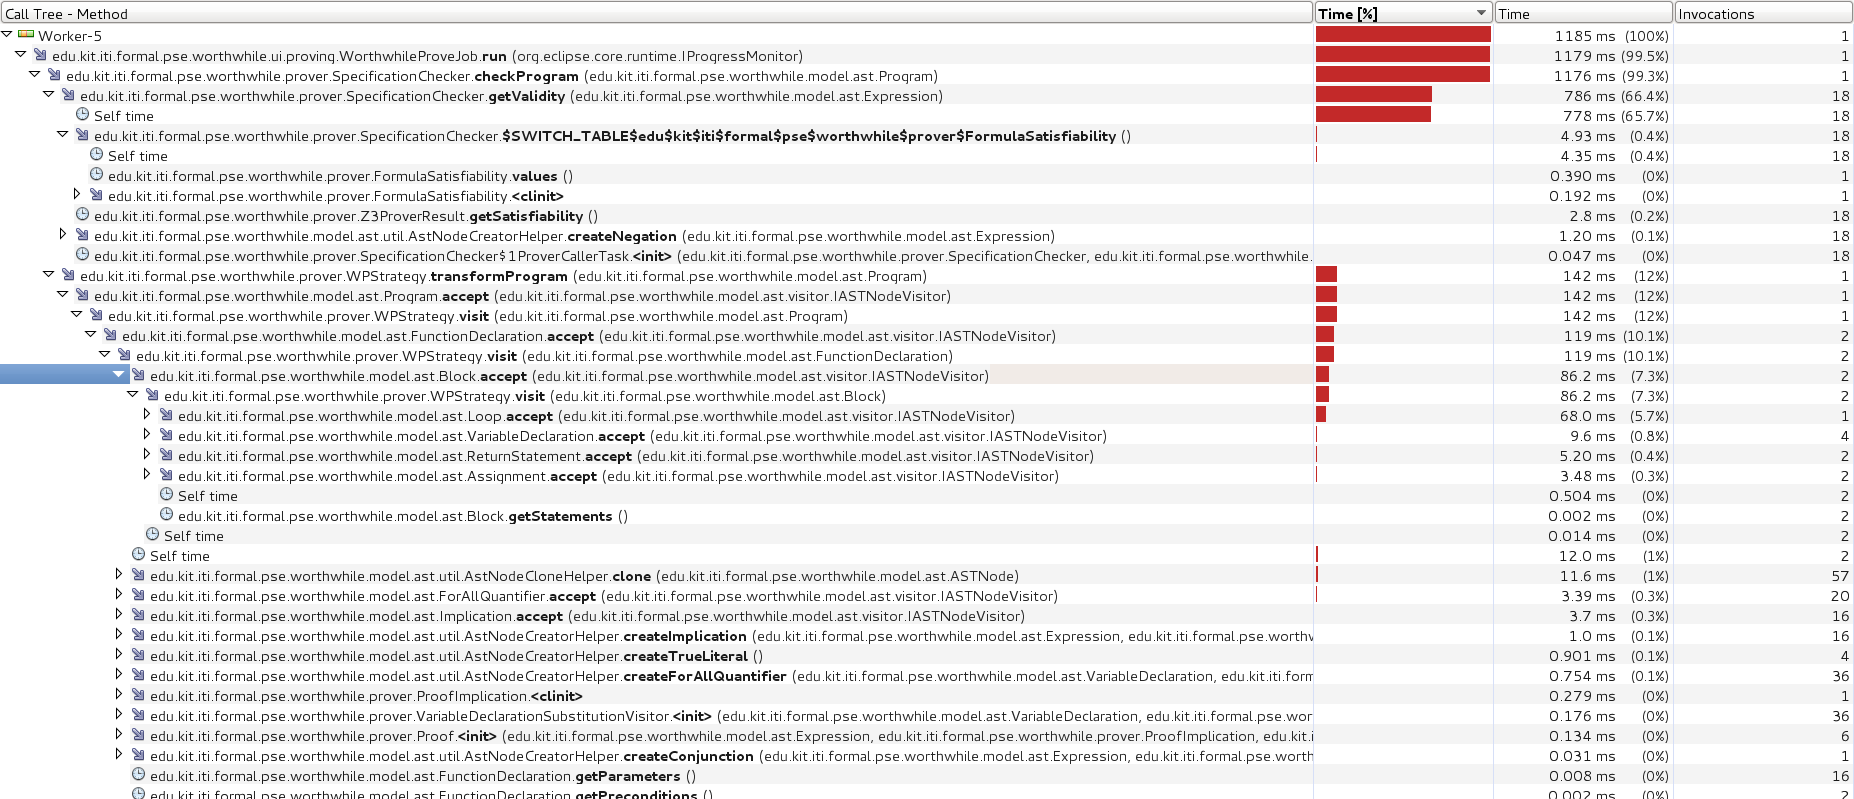 Call Tree - Method Time [%] Time Invocations
Worker-5 1185 ms (100%) 1
edu.kit.iti.formal.pse.worthwhile.ui.proving.WorthwhileProveJob.run (org.eclipse.core.runtime.IProgressMonitor) 1179 ms (99.5%) 1
edu.kit.iti.formal.pse.worthwhile.prover.SpecificationChecker.checkProgram (edu.kit.iti.formal.pse.worthwhile.model.ast.Program) 1176 ms (99.3%) 1
edu.kit.iti.formal.pse.worthwhile.prover.SpecificationChecker.getValidity (edu.kit.iti.formal.pse.worthwhile.model.ast.Expression) 786 ms (66.4%) 18
Self time 778 ms (65.7%) 18
edu.kit.iti.formal.pse.worthwhile.prover.SpecificationChecker.$SWITCH_TABLE$edu$kit$iti$formal$pse$worthwhile$prover$FormulaSatisfiability () 4.93 ms (0.4%) 18
Self time 4.35 ms (0.4%) 18
edu.kit.iti.formal.pse.worthwhile.prover.FormulaSatisfiability.values () 0.390 ms (0%) 1
edu.kit.iti.formal.pse.worthwhile.prover.FormulaSatisfiability.<clinit> 0.192 ms (0%) 1
edu.kit.iti.formal.pse.worthwhile.prover.Z3ProverResult.getSatisfiability () 2.8 ms (0.2%) 18
edu.kit.iti.formal.pse.worthwhile.model.ast.util.AstNodeCreatorHelper.createNegation (edu.kit.iti.formal.pse.worthwhile.model.ast.Expression) 1.20 ms (0.1%) 18
edu.kit.iti.formal.pse.worthwhile.prover.SpecificationChecker$1ProverCallerTask.<init> (edu.kit.iti.formal.pse.worthwhile.prover.SpecificationChecker, edu.kit.iti.formal.pse.worthwhile. 0.047 ms (0%) 18
edu.kit.iti.formal.pse.worthwhile.prover.WPStrategy.transformProgram (edu.kit.iti.formal.pse.worthwhile.model.ast.Program) 142 ms (12%) 1
edu.kit.iti.formal.pse.worthwhile.model.ast.Program.accept (edu.kit.iti.formal.pse.worthwhile.model.ast.visitor.IASTNodeVisitor) 142 ms (12%) 1
edu.kit.iti.formal.pse.worthwhile.prover.WPStrategy.visit (edu.kit.iti.formal.pse.worthwhile.model.ast.Program) 142 ms (12%) 1
edu.kit.iti.formal.pse.worthwhile.model.ast.FunctionDeclaration.accept (edu.kit.iti.formal.pse.worthwhile.model.ast.visitor.IASTNodeVisitor) 119 ms (10.1%) 2
edu.kit.iti.formal.pse.worthwhile.prover.WPStrategy.visit (edu.kit.iti.formal.pse.worthwhile.model.ast.FunctionDeclaration) 119 ms (10.1%) 2
edu.kit.iti.formal.pse.worthwhile.model.ast.Block.accept (edu.kit.iti.formal.pse.worthwhile.model.ast.visitor.IASTNodeVisitor) 86.2 ms (7.3%) 2
edu.kit.iti.formal.pse.worthwhile.prover.WPStrategy.visit (edu.kit.iti.formal.pse.worthwhile.model.ast.Block) 86.2 ms (7.3%) 2
edu.kit.iti.formal.pse.worthwhile.model.ast.Loop.accept (edu.kit.iti.formal.pse.worthwhile.model.ast.visitor.IASTNodeVisitor) 68.0 ms (5.7%) 1
edu.kit.iti.formal.pse.worthwhile.model.ast.VariableDeclaration.accept (edu.kit.iti.formal.pse.worthwhile.model.ast.visitor.IASTNodeVisitor) 9.6 ms (0.8%) 4
edu.kit.iti.formal.pse.worthwhile.model.ast.ReturnStatement.accept (edu.kit.iti.formal.pse.worthwhile.model.ast.visitor.IASTNodeVisitor) 5.20 ms (0.4%) 2
edu.kit.iti.formal.pse.worthwhile.model.ast.Assignment.accept (edu.kit.iti.formal.pse.worthwhile.model.ast.visitor.IASTNodeVisitor) 3.48 ms (0.3%) 2
Self time 0.504 ms (0%) 2
edu.kit.iti.formal.pse.worthwhile.model.ast.Block.getStatements () 0.002 ms (0%) 2
Self time 0.014 ms (0%) 2
Self time 12.0 ms (1%) 2
edu.kit.iti.formal.pse.worthwhile.model.ast.util.AstNodeCloneHelper.clone (edu.kit.iti.formal.pse.worthwhile.model.ast.ASTNode) 11.6 ms (1%) 57
edu.kit.iti.formal.pse.worthwhile.model.ast.ForAllQuantifier.accept (edu.kit.iti.formal.pse.worthwhile.model.ast.visitor.IASTNodeVisitor) 3.39 ms (0.3%) 20
edu.kit.iti.formal.pse.worthwhile.model.ast.Implication.accept (edu.kit.iti.formal.pse.worthwhile.model.ast.visitor.IASTNodeVisitor) 3.7 ms (0.3%) 16
edu.kit.iti.formal.pse.worthwhile.model.ast.util.AstNodeCreatorHelper.createImplication (edu.kit.iti.formal.pse.worthwhile.model.ast.Expression, edu.kit.iti.formal.pse.worthw 1.0 ms (0.1%) 16
edu.kit.iti.formal.pse.worthwhile.model.ast.util.AstNodeCreatorHelper.createTrueLiteral () 0.901 ms (0.1%) 4
edu.kit.iti.formal.pse.worthwhile.model.ast.util.AstNodeCreatorHelper.createForAllQuantifier (edu.kit.iti.formal.pse.worthwhile.model.ast.VariableDeclaration, edu.kit.iti.form 0.754 ms (0.1%) 36
edu.kit.iti.formal.pse.worthwhile.prover.ProofImplication.<clinit> 0.279 ms (0%) 1
edu.kit.iti.formal.pse.worthwhile.prover.VariableDeclarationSubstitutionVisitor.<init> (edu.kit.iti.formal.pse.worthwhile.model.ast.VariableDeclaration, edu.kit.iti.formal.pse.wor 0.176 ms (0%) 36
edu.kit.iti.formal.pse.worthwhile.prover.Proof.<init> (edu.kit.iti.formal.pse.worthwhile.model.ast.Expression, edu.kit.iti.formal.pse.worthwhile.prover.ProofImplication, edu.kit.i 0.134 ms (0%) 6
edu.kit.iti.formal.pse.worthwhile.model.ast.util.AstNodeCreatorHelper.createConjunction (edu.kit.iti.formal.pse.worthwhile.model.ast.Expression, edu.kit.iti.formal.pse.worth 0.031 ms (0%) 1
edu.kit.iti.formal.pse.worthwhile.model.ast.FunctionDeclaration.getParameters () 0.008 ms (0%) 16
edu.kit.iti.formal.pse.worthwhile.model.ast.FunctionDeclaration.getPreconditions () 0.002 ms (0%) 2